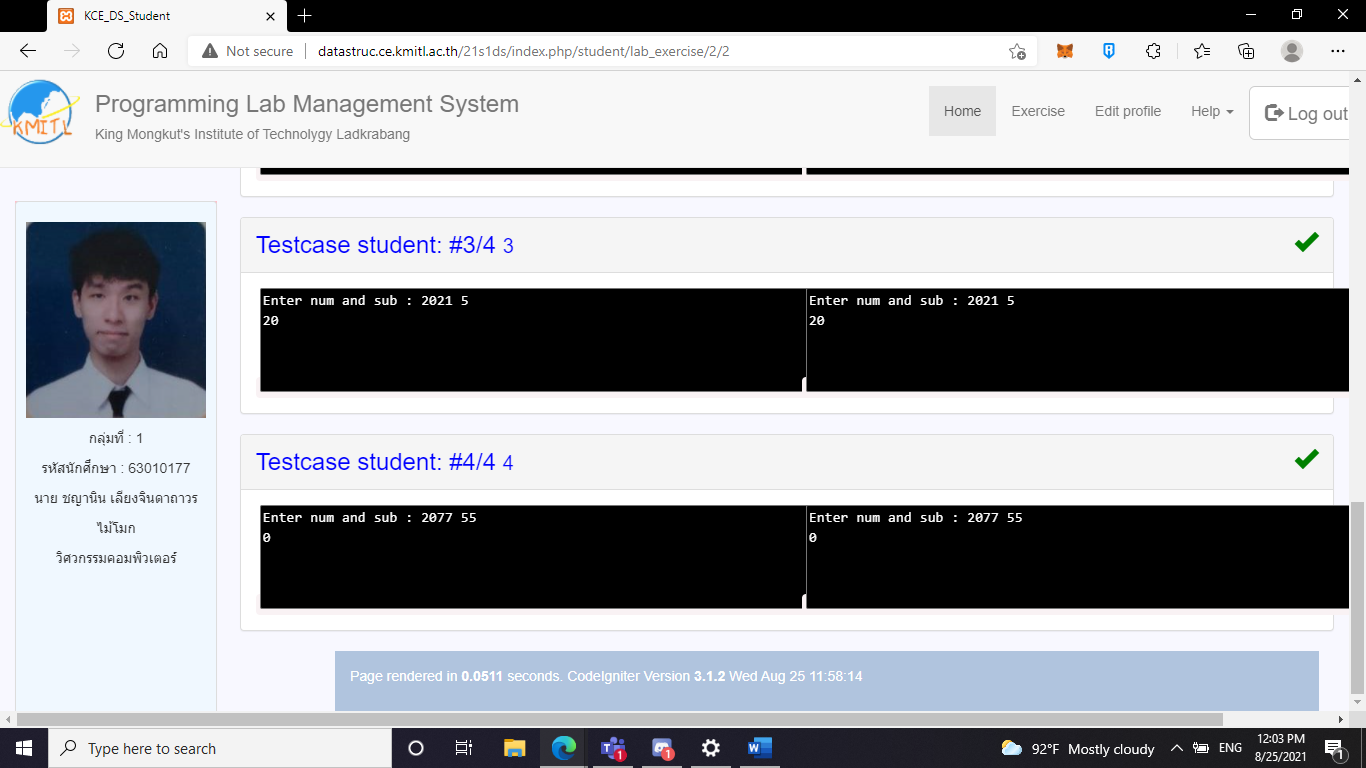 KCE_DS_Student
Not secure datastruc.ce.kmitl.ac.th/21s1ds/index.php/student/lab_exercise/2/2
KMITL
Programming Lab Management System
King Mongkut's Institute of Technolygy Ladkrabang
Home Exercise Edit profile Help Log out
กลุ่มที่ : 1
รหัสนักศึกษา : 63010177
นาย ชญานิน เลียงจินดาถาวร
ไม้โมก
วิศวกรรมคอมพิวเตอร์
Testcase student: #3/4 3
Enter num and sub : 2021 5
20
Enter num and sub : 2021 5
20
Testcase student: #4/4 4
Enter num and sub : 2077 55
0
Enter num and sub : 2077 55
0
Page rendered in 0.0511 seconds. CodeIgniter Version 3.1.2 Wed Aug 25 11:58:14
Type here to search
1
1
92°F Mostly cloudy
ENG
12:03 PM
8/25/2021
1